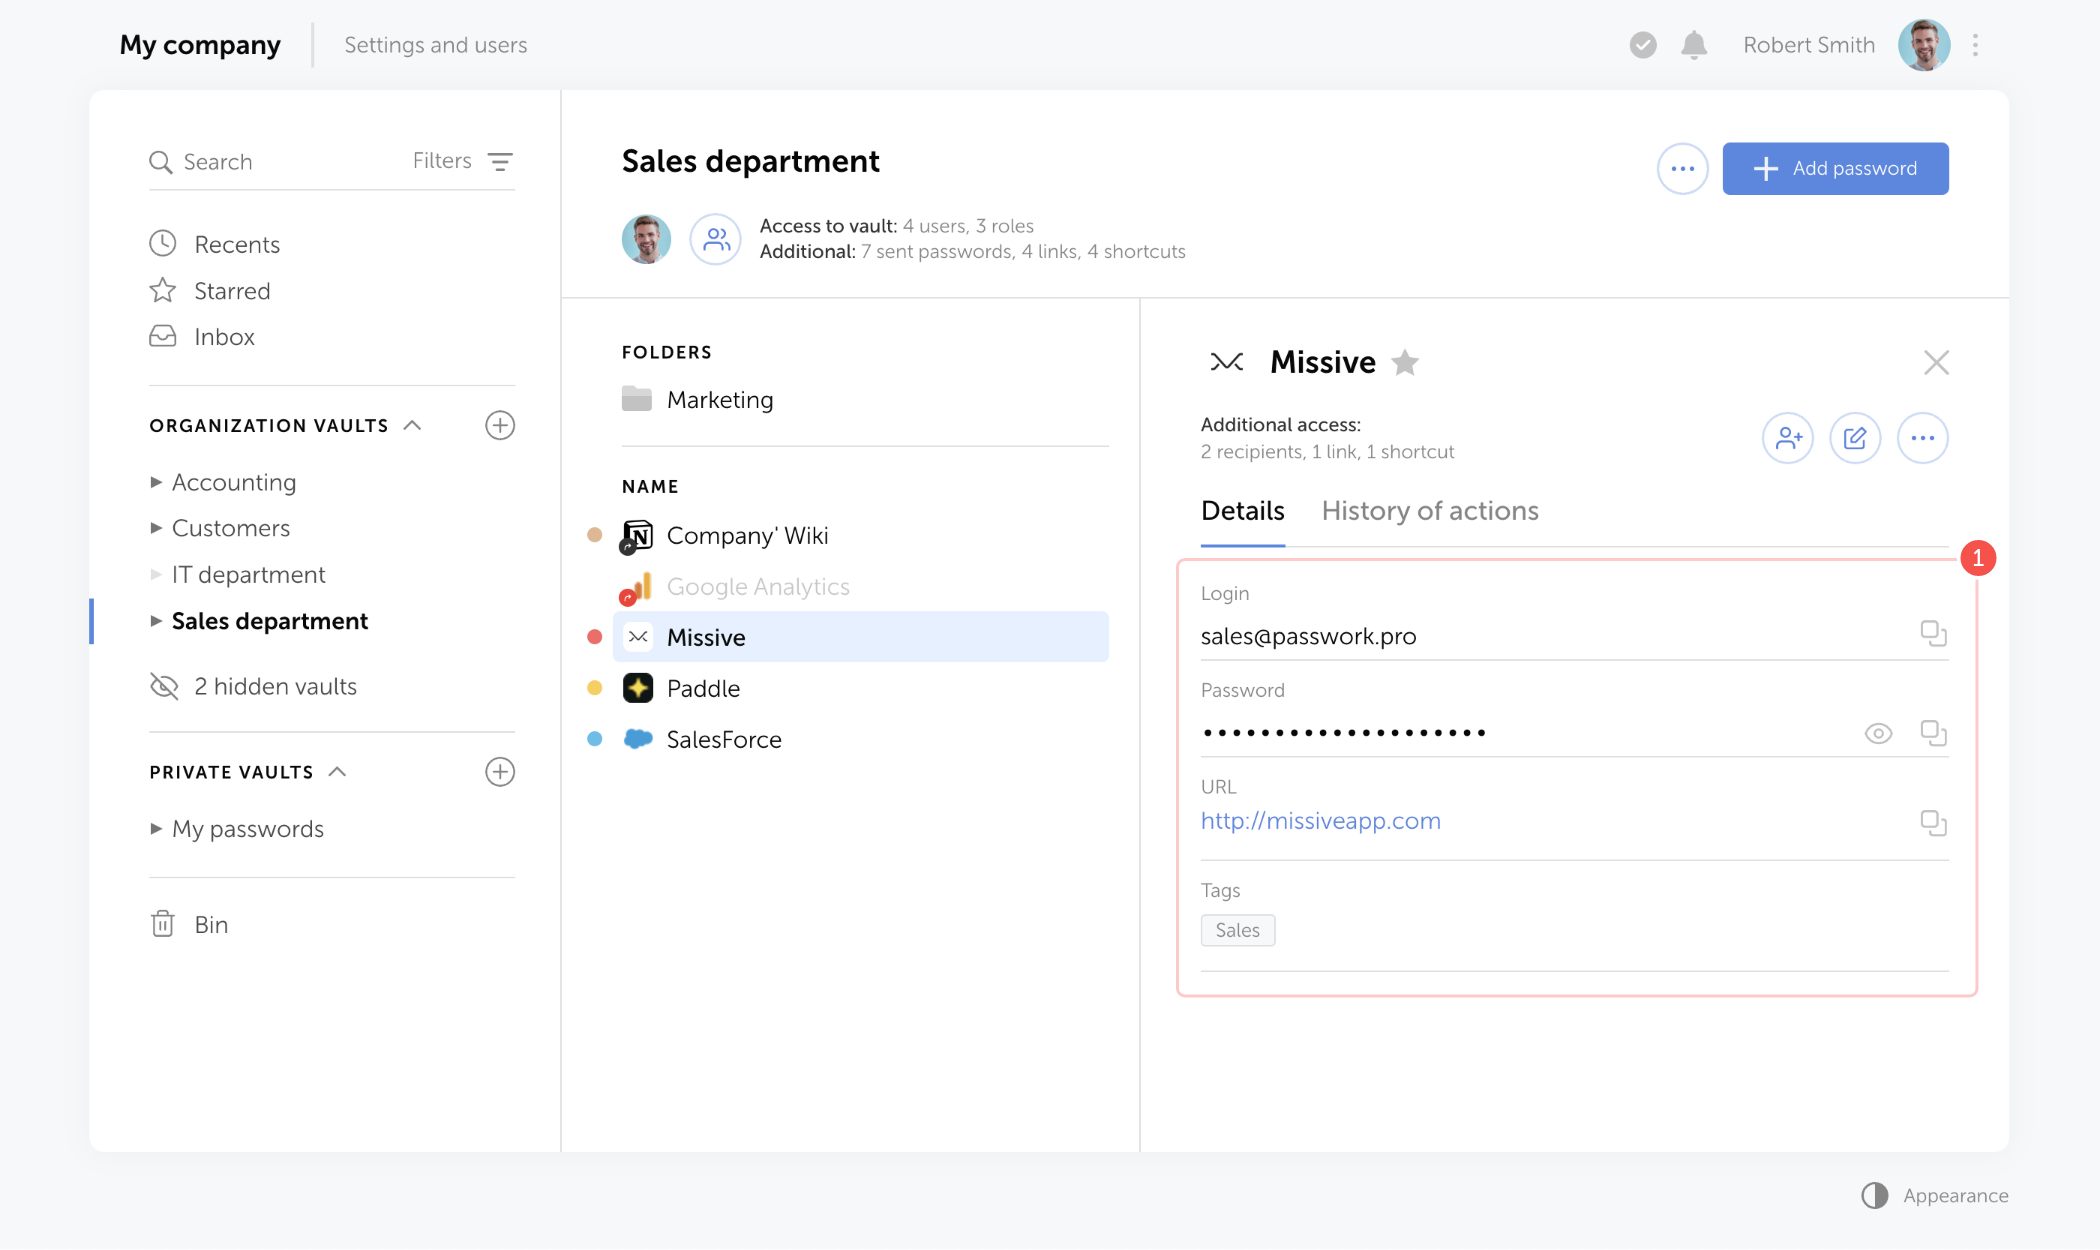 My company
Settings and users
Robert Smith
Search
Filters
Recents
Starred
Inbox
ORGANIZATION VAULTS
Accounting
Customers
IT department
Sales department
2 hidden vaults
PRIVATE VAULTS
My passwords
Bin
Sales department
Add password
Access to vault: 4 users, 3 roles
Additional: 7 sent passwords, 4 links, 4 shortcuts
FOLDERS
Marketing
NAME
N
Company' Wiki
Google Analytics
Missive
Paddle
SalesForce
Missive
Additional access:
2 recipients, 1 link, 1 shortcut
Details
History of actions
1
Login
sales@passwork.pro
Password
••••••••••••••••••••
URL
http://missiveapp.com
Tags
Sales
Appearance